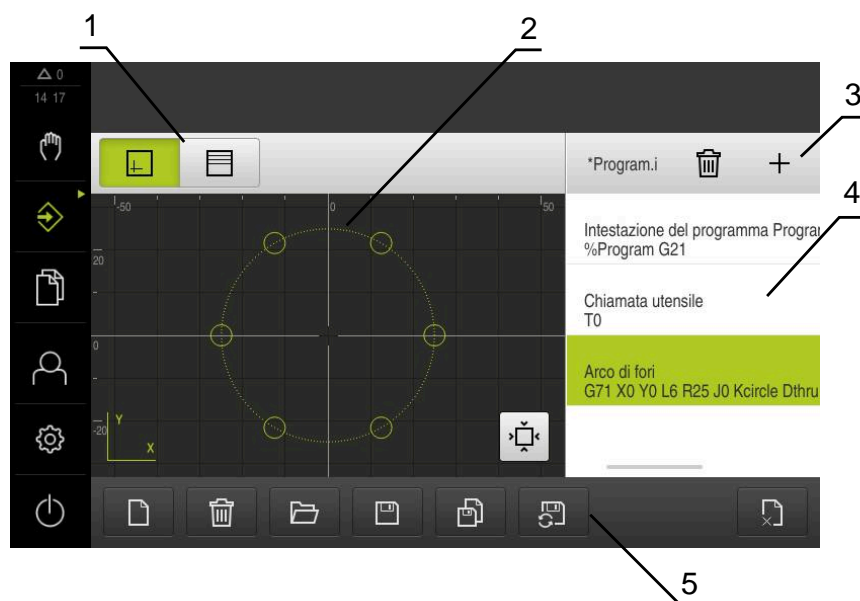 1
2
3
4
5
0
14 17
*Program.i
-50
0
50
20
0
-20
Y
X
Intestazione del programma Program
%Program G21
Chiamata utensile
T0
Arco di fori
G71 X0 Y0 L6 R25 J0 Kcircle Dthru